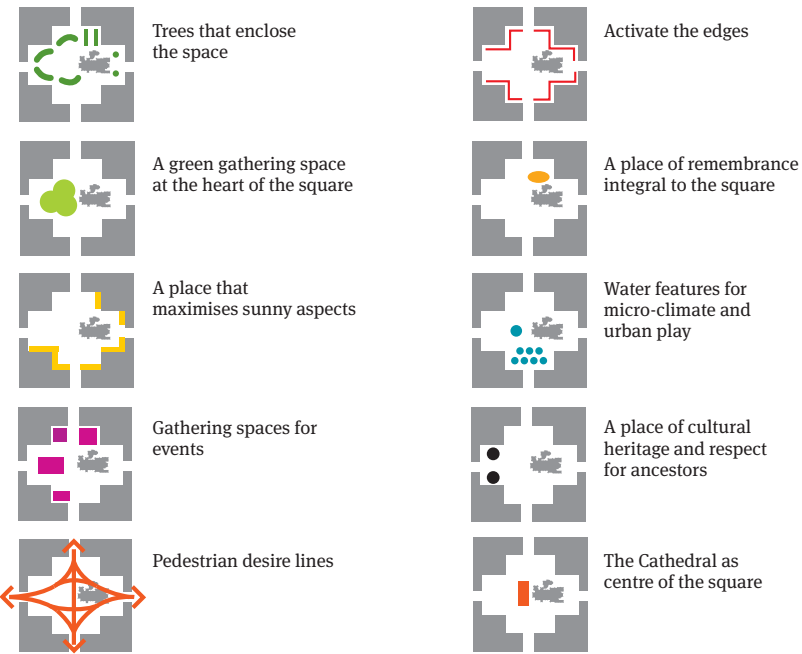 Trees that enclose
the space
A green gathering space
at the heart of the square
A place that
maximises sunny aspects
Gathering spaces for
events
Pedestrian desire lines
Activate the edges
A place of remembrance
integral to the square
Water features for
micro-climate and
urban play
A place of cultural
heritage and respect
for ancestors
The Cathedral as
centre of the square